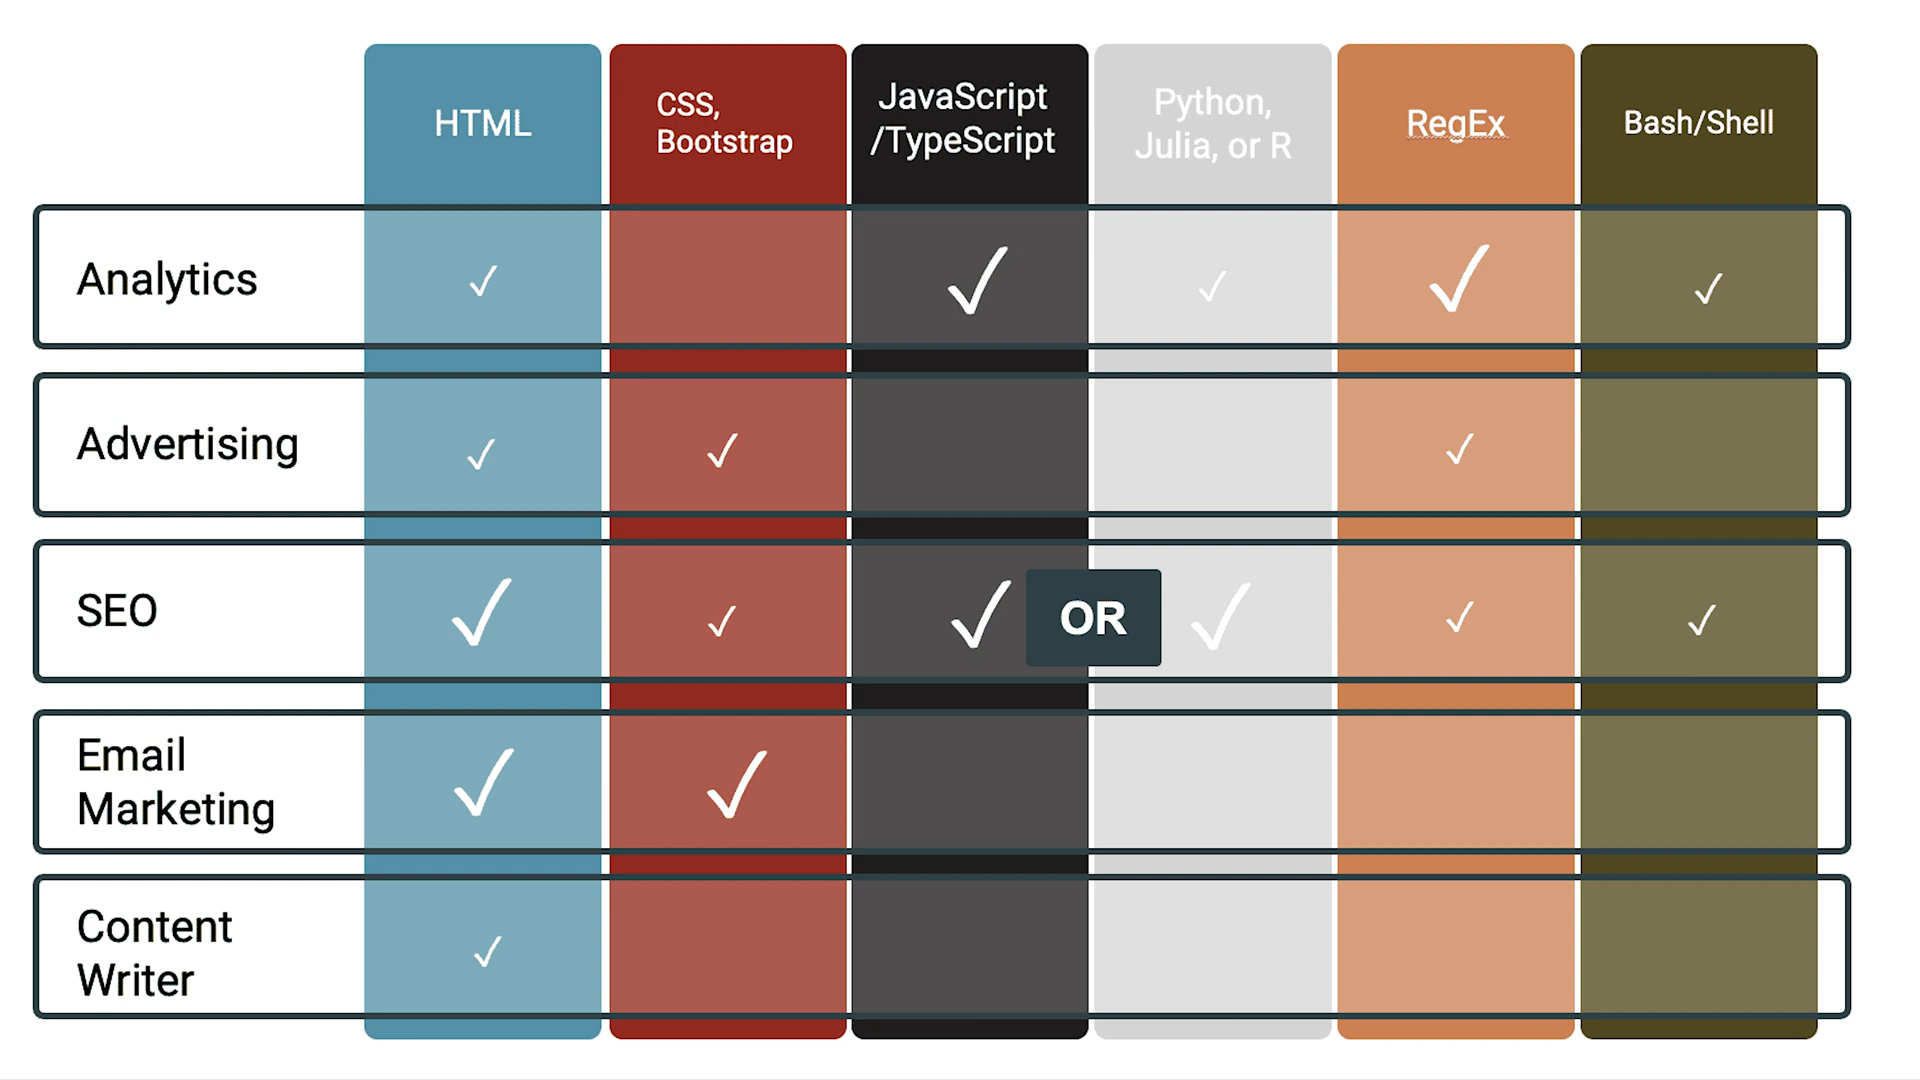 HTML
CSS,
Bootstrap
JavaScript
/TypeScript
Python,
Julia, or R
RegEx
Bash/Shell
Analytics
✓ ✓ ✓ ✓ ✓
Advertising
✓ ✓ ✓
SEO
✓ ✓ ✓ OR ✓ ✓ ✓
Email
Marketing
✓ ✓
Content
Writer
✓